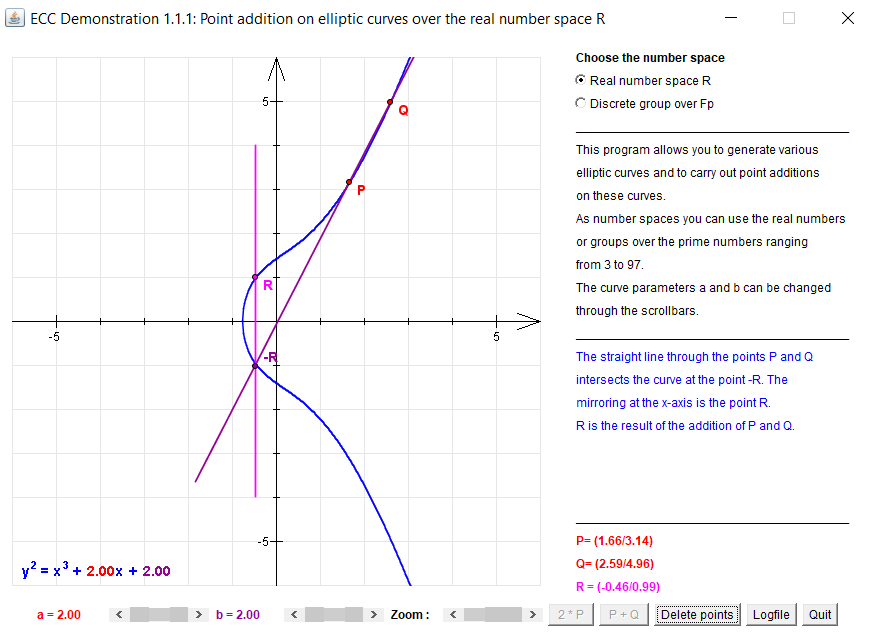 ECC Demonstration 1.1.1: Point addition on elliptic curves over the real number space R
Choose the number space
Real number space R
Discrete group over Fp
This program allows you to generate various
elliptic curves and to carry out point additions
on these curves.
As number spaces you can use the real numbers
or groups over the prime numbers ranging
from 3 to 97.
The curve parameters a and b can be changed
through the scrollbars.
The straight line through the points P and Q
intersects the curve at the point -R. The
mirroring at the x-axis is the point R.
R is the result of the addition of P and Q.
P= (1.66/3.14)
Q= (2.59/4.96)
R = (-0.46/0.99)
5
Q
P
R
-5
5
-R
-5
y² = x³ + 2.00x + 2.00
a = 2.00
b = 2.00
Zoom :
2 * P
P + Q
Delete points
Logfile
Quit